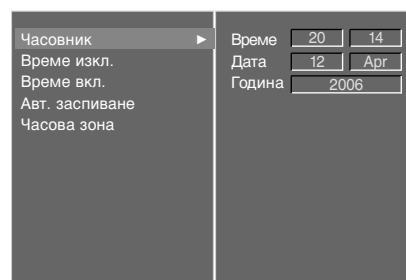 Часовник
Време изкл.
Време вкл.
Авт. заспиване
Часова зона
Време 20 14
Дата 12 Apr
Година 2006